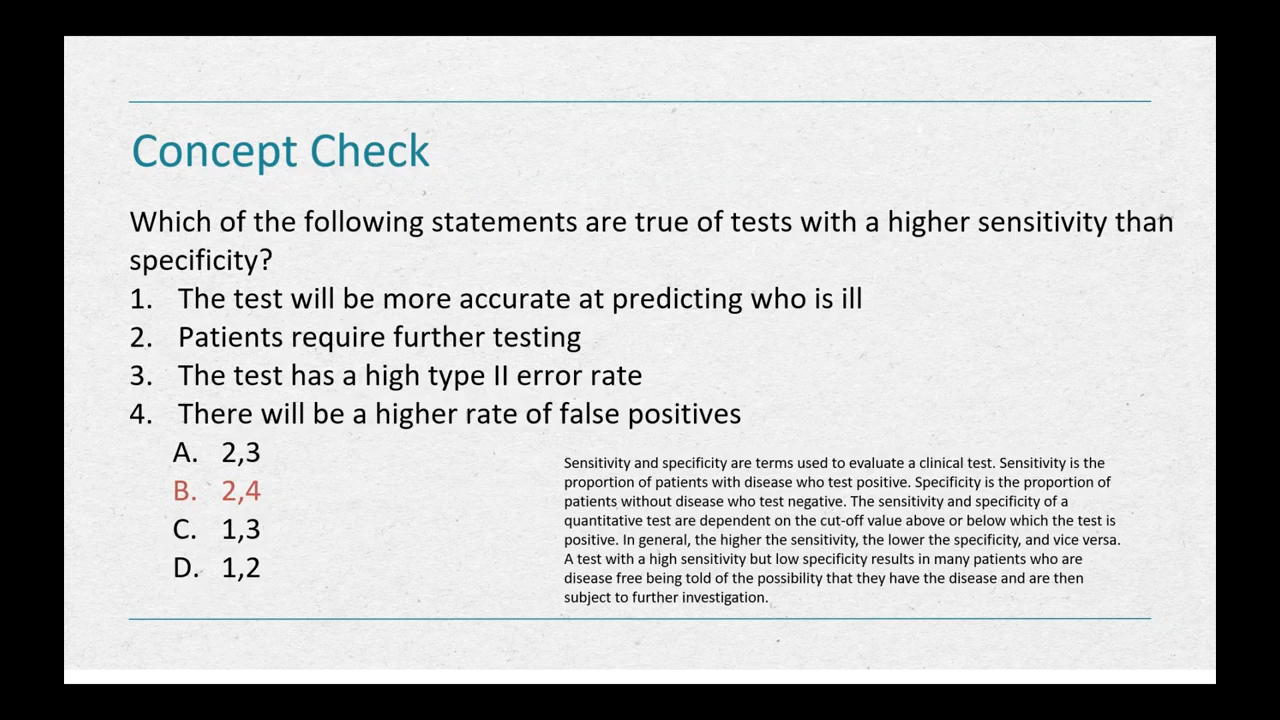 Concept Check
Which of the following statements are true of tests with a higher sensitivity than
specificity?
1. The test will be more accurate at predicting who is ill
2. Patients require further testing
3. The test has a high type II error rate
4. There will be a higher rate of false positives
A. 2,3
B. 2,4
C. 1,3
D. 1,2
Sensitivity and specificity are terms used to evaluate a clinical test. Sensitivity is the
proportion of patients with disease who test positive. Specificity is the proportion of
patients without disease who test negative. The sensitivity and specificity of a
quantitative test are dependent on the cut-off value above or below which the test is
positive. In general, the higher the sensitivity, the lower the specificity, and vice versa.
A test with a high sensitivity but low specificity results in many patients who are
disease free being told of the possibility that they have the disease and are then
subject to further investigation.